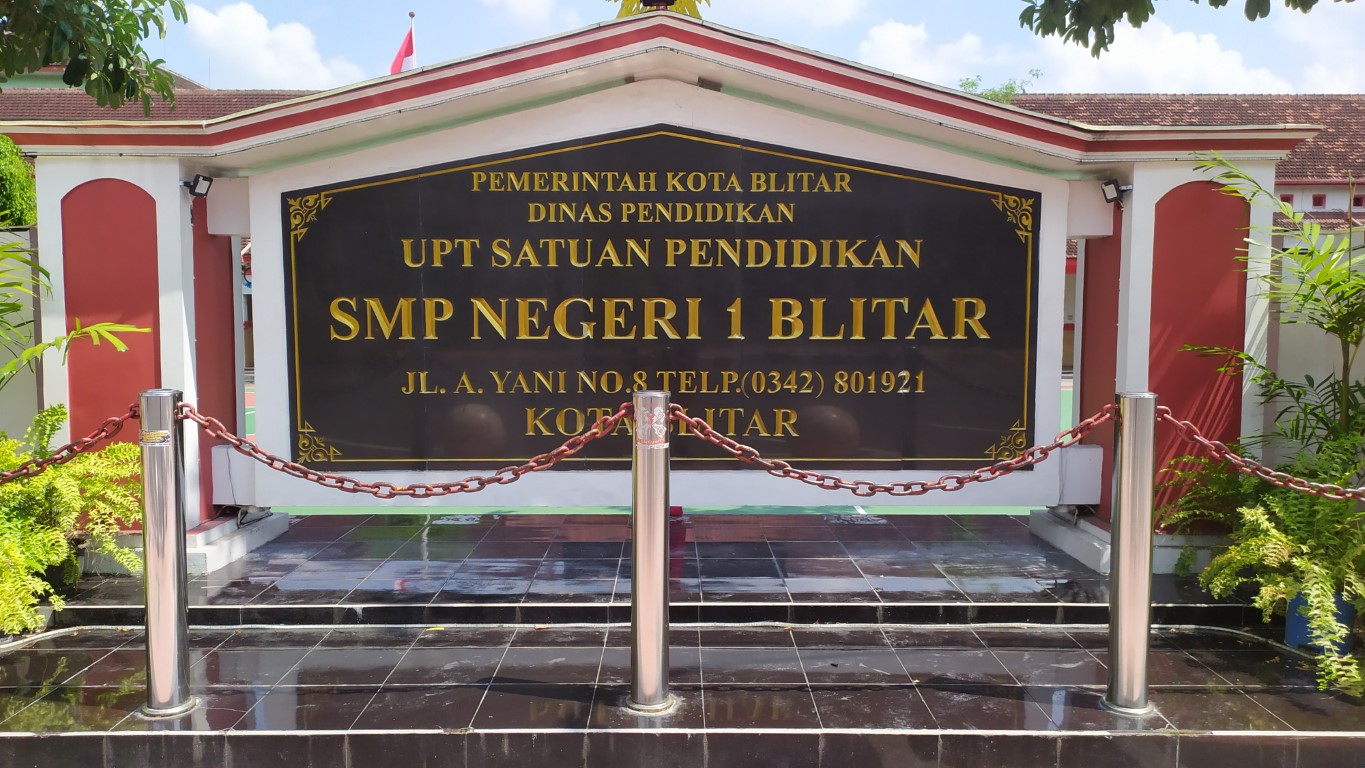 PEMERINTAH KOTA BLITAR
DINAS PENDIDIKAN
UPT SATUAN PENDIDIKAN
SMP NEGERI 1 BLITAR
JL. A. YANI NO.8 TELP.(0342) 801921
KOTA BLITAR